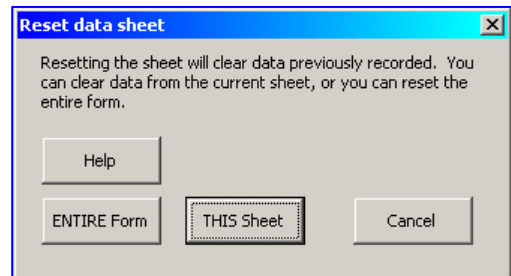 Reset data sheet
Resetting the sheet will clear data previously recorded. You
can clear data from the current sheet, or you can reset the
entire form.
Help
ENTIRE Form
THIS Sheet
Cancel